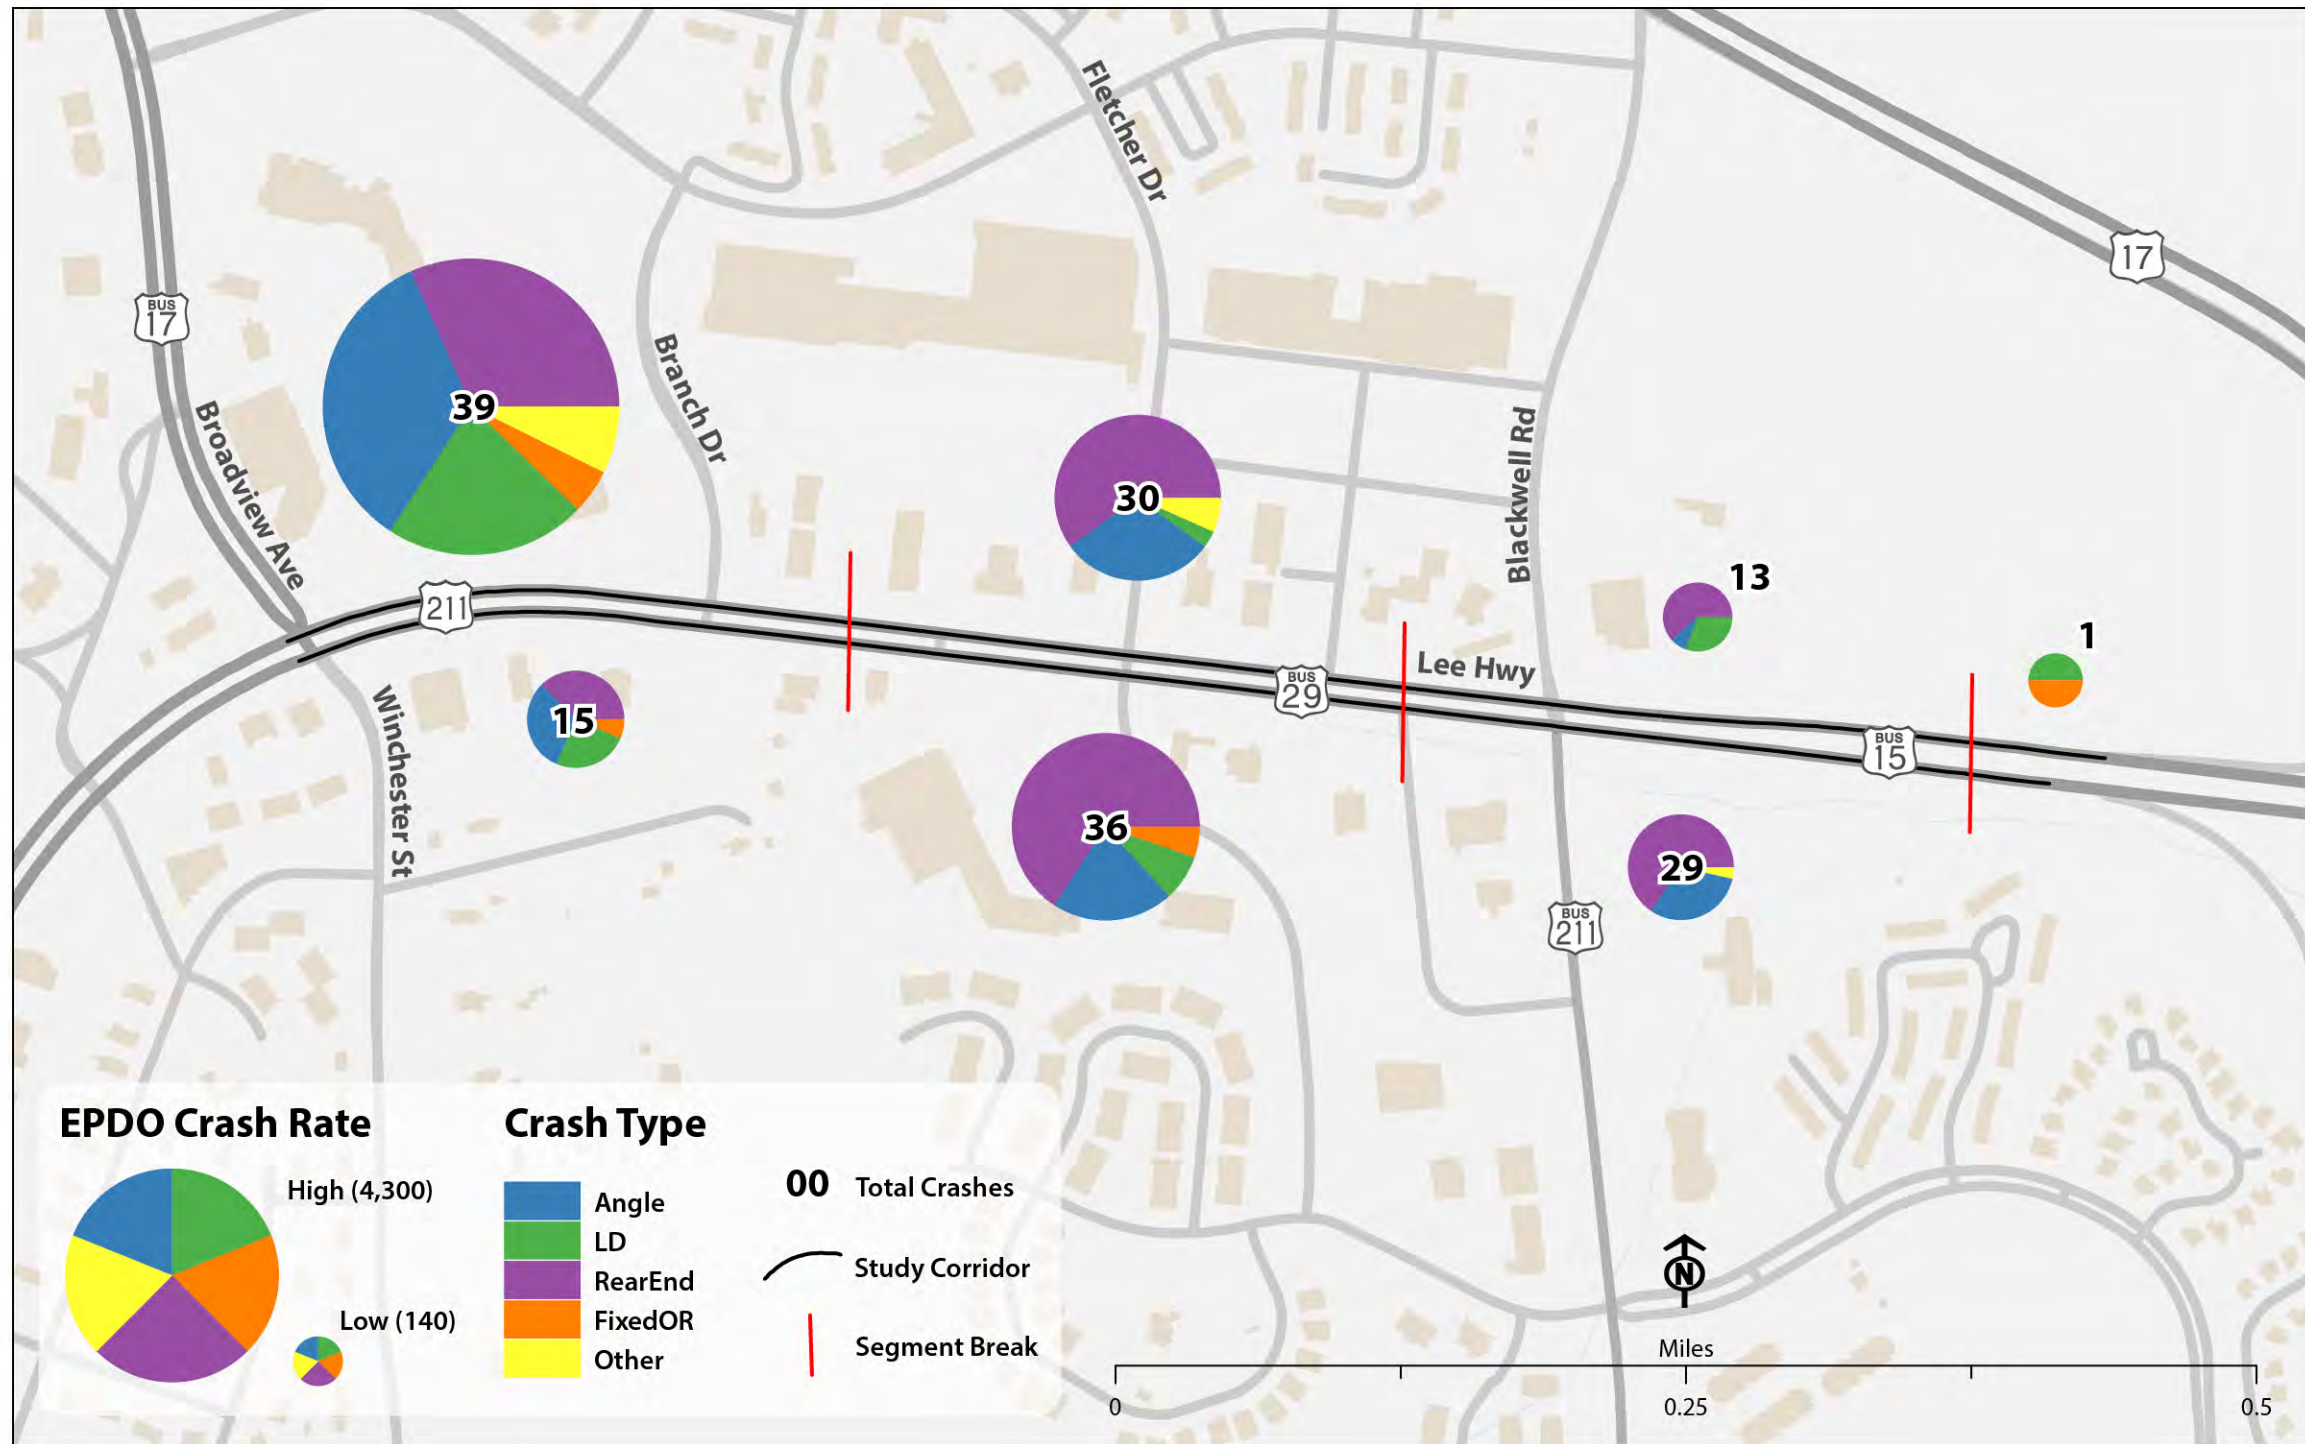 Fletcher Dr
17
BUS
17
Branch Dr
Broadview Ave
39
30
Blackwell Rd
13
211
1
Lee Hwy
BUS
29
15
Winchester St
BUS
15
36
29
BUS
211
EPDO Crash Rate
High (4,300)
Low (140)
Crash Type
Angle
LD
RearEnd
FixedOR
Other
00 Total Crashes
Study Corridor
Segment Break
N
Miles
0 0.25 0.5